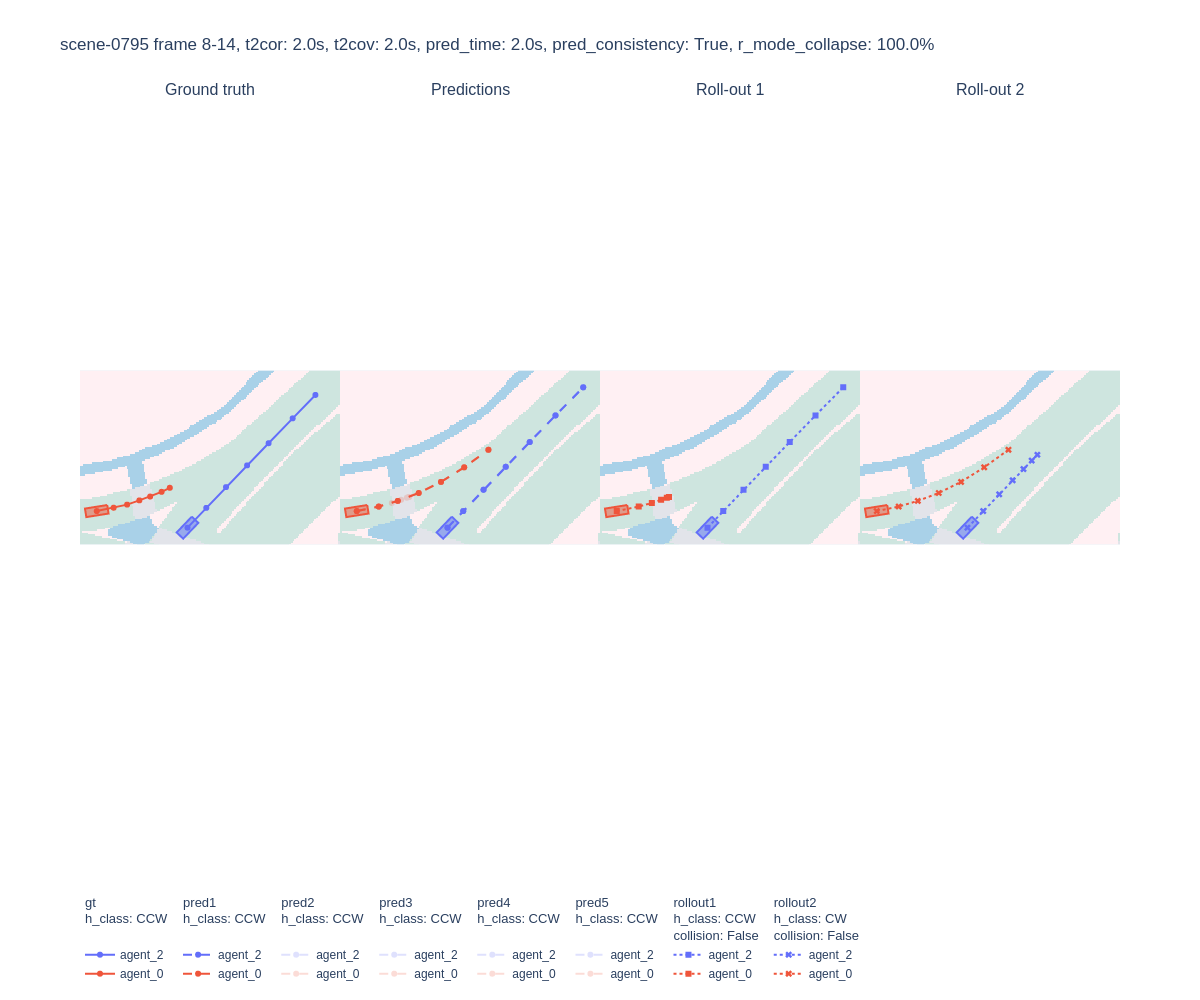 scene-0795 frame 8-14, t2cor: 2.0s, t2cov: 2.0s, pred_time: 2.0s, pred_consistency: True, r_mode_collapse: 100.0%
Ground truth Predictions Roll-out 1 Roll-out 2
gt pred1 pred2 pred3 pred4 pred5 rollout1 rollout2
h_class: CCW h_class: CCW h_class: CCW h_class: CCW h_class: CCW h_class: CCW h_class: CCW h_class: CW
collision: False collision: False
agent_2 agent_2 agent_2 agent_2 agent_2 agent_2 agent_2 agent_2
agent_0 agent_0 agent_0 agent_0 agent_0 agent_0 agent_0 agent_0